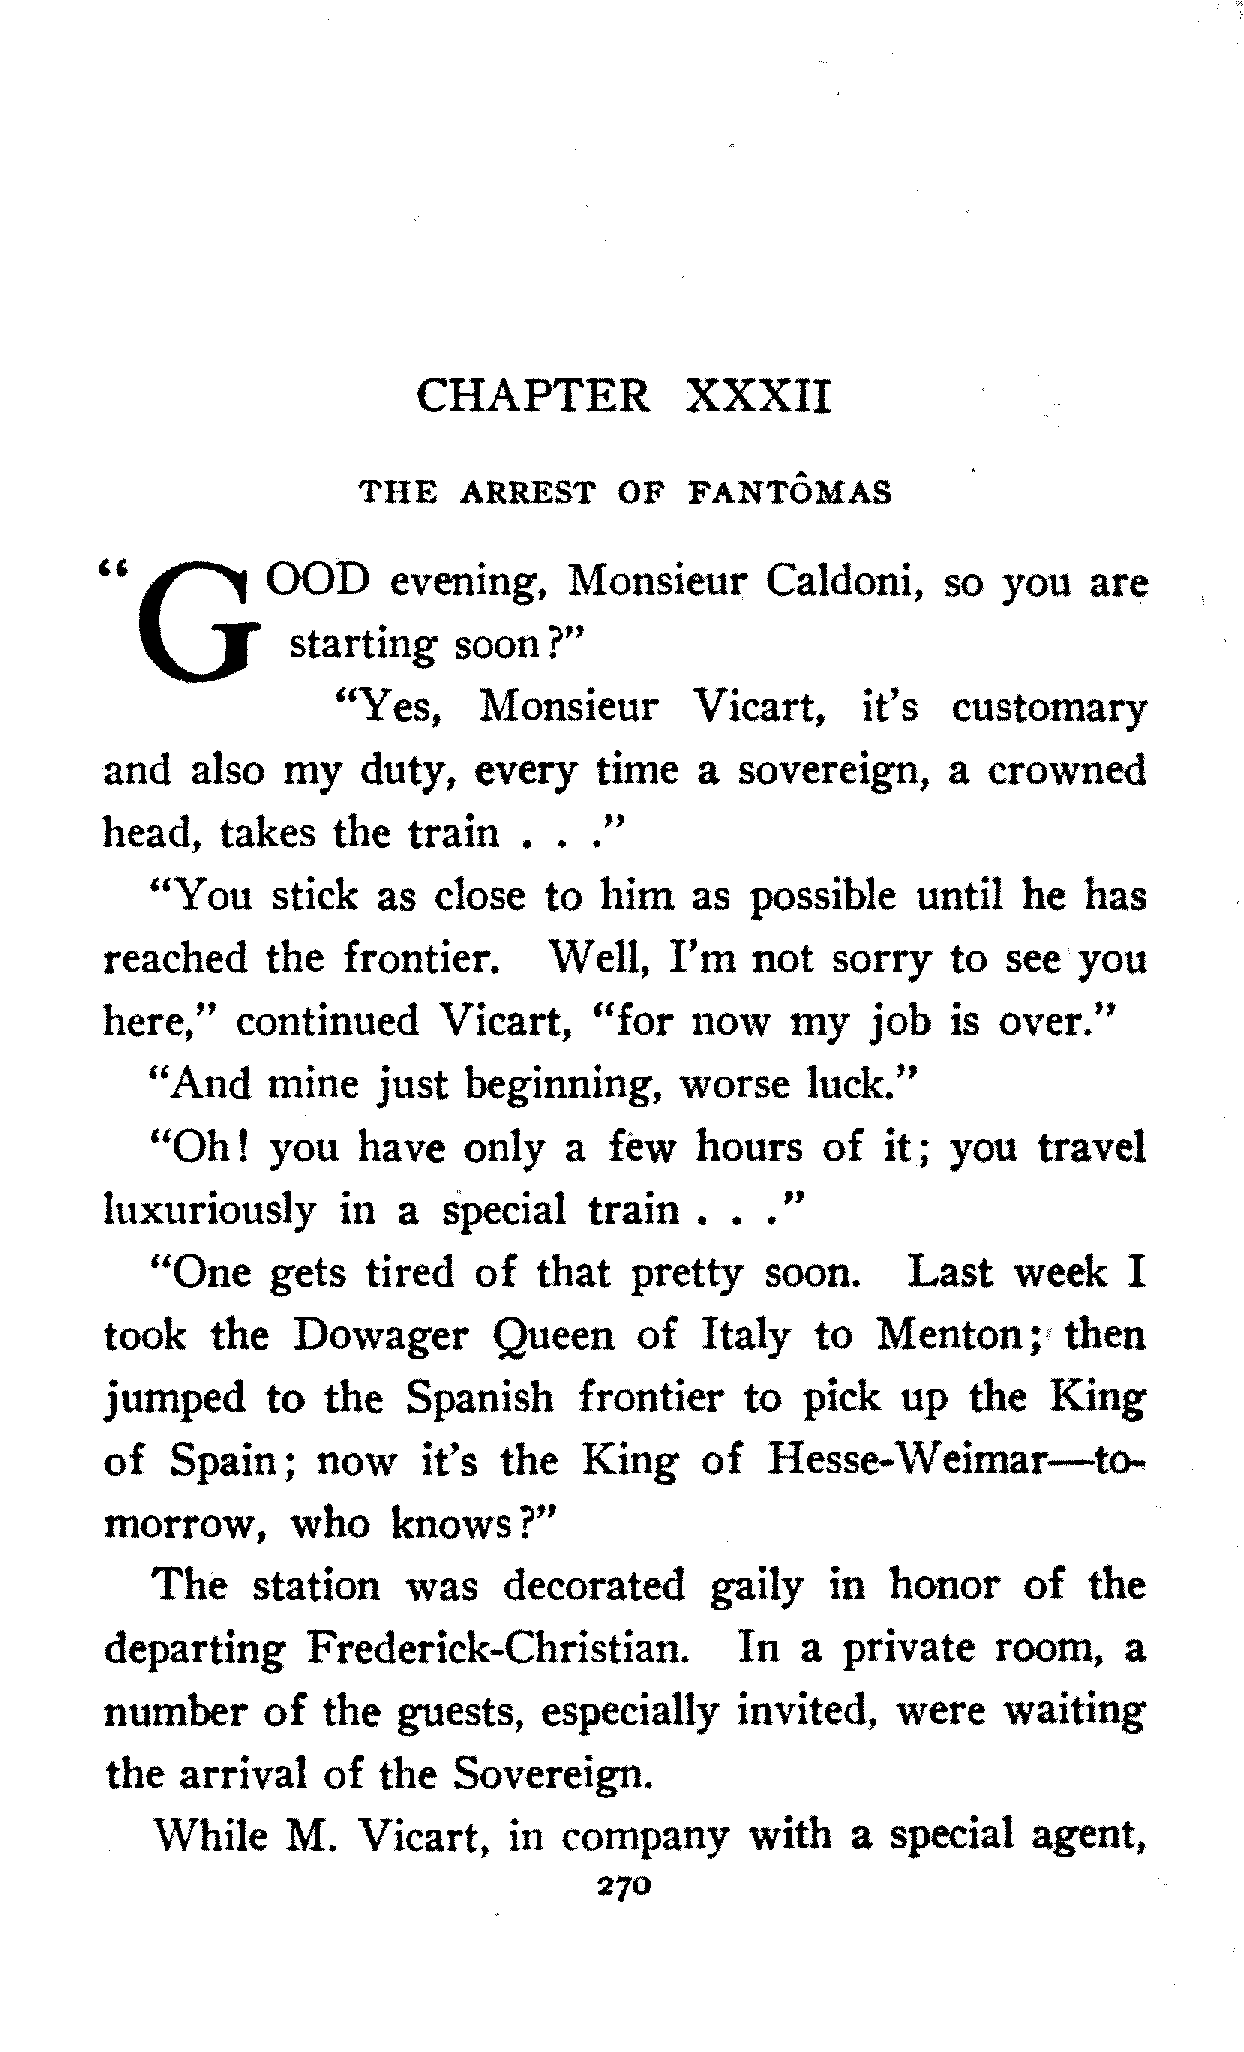 CHAPTER XXXII
THE ARREST OF FANTÔMAS
"GOOD evening, Monsieur Caldoni, so you are
starting soon?"
"Yes, Monsieur Vicart, it's customary
and also my duty, every time a sovereign, a crowned
head, takes the train . . ."
"You stick as close to him as possible until he has
reached the frontier. Well, I'm not sorry to see you
here," continued Vicart, "for now my job is over."
"And mine just beginning, worse luck."
"Oh! you have only a few hours of it; you travel
luxuriously in a special train . . ."
"One gets tired of that pretty soon. Last week I
took the Dowager Queen of Italy to Menton; then
jumped to the Spanish frontier to pick up the King
of Spain; now it's the King of Hesse-Weimar—to-
morrow, who knows?"
The station was decorated gaily in honor of the
departing Frederick-Christian. In a private room, a
number of the guests, especially invited, were waiting
the arrival of the Sovereign.
While M. Vicart, in company with a special agent,
270